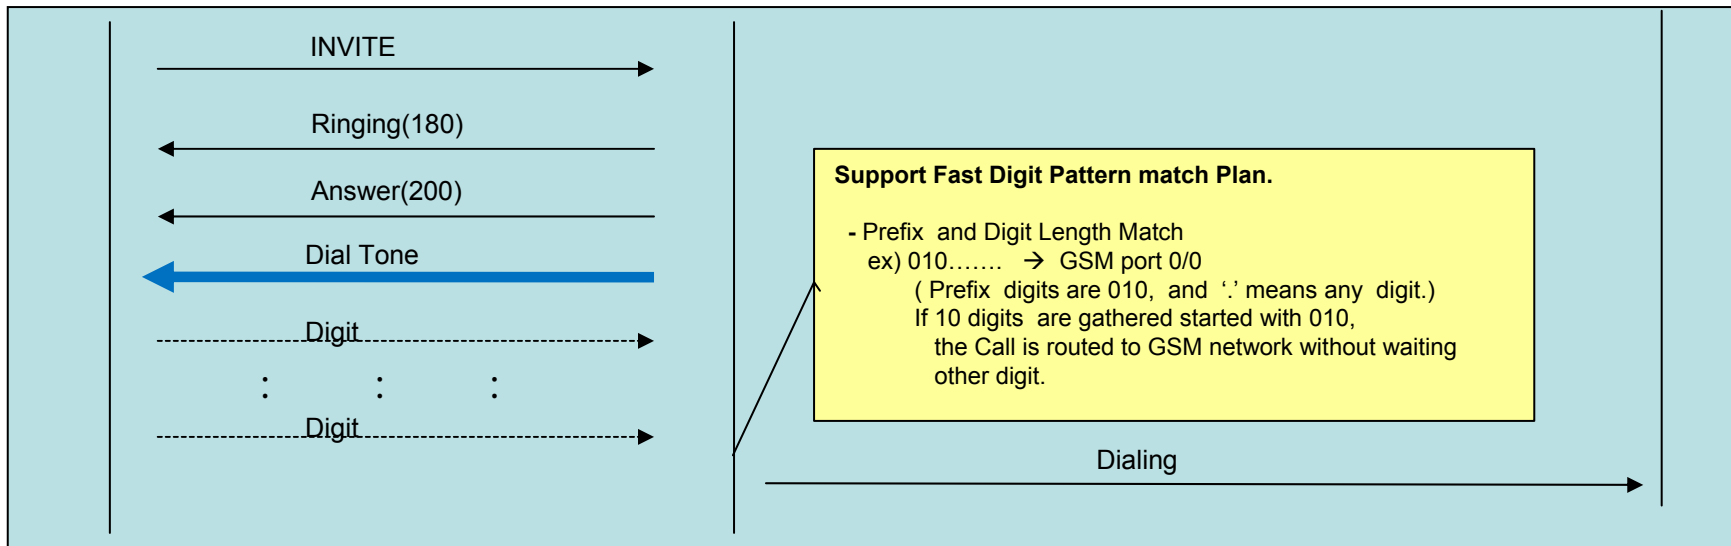 INVITE
Ringing(180)
Answer(200)
Dial Tone
Digit
: : :
Digit
Support Fast Digit Pattern match Plan.
- Prefix and Digit Length Match
ex) 010……. → GSM port 0/0
( Prefix digits are 010, and ‘.’ means any digit.)
If 10 digits are gathered started with 010,
the Call is routed to GSM network without waiting
other digit.
Dialing